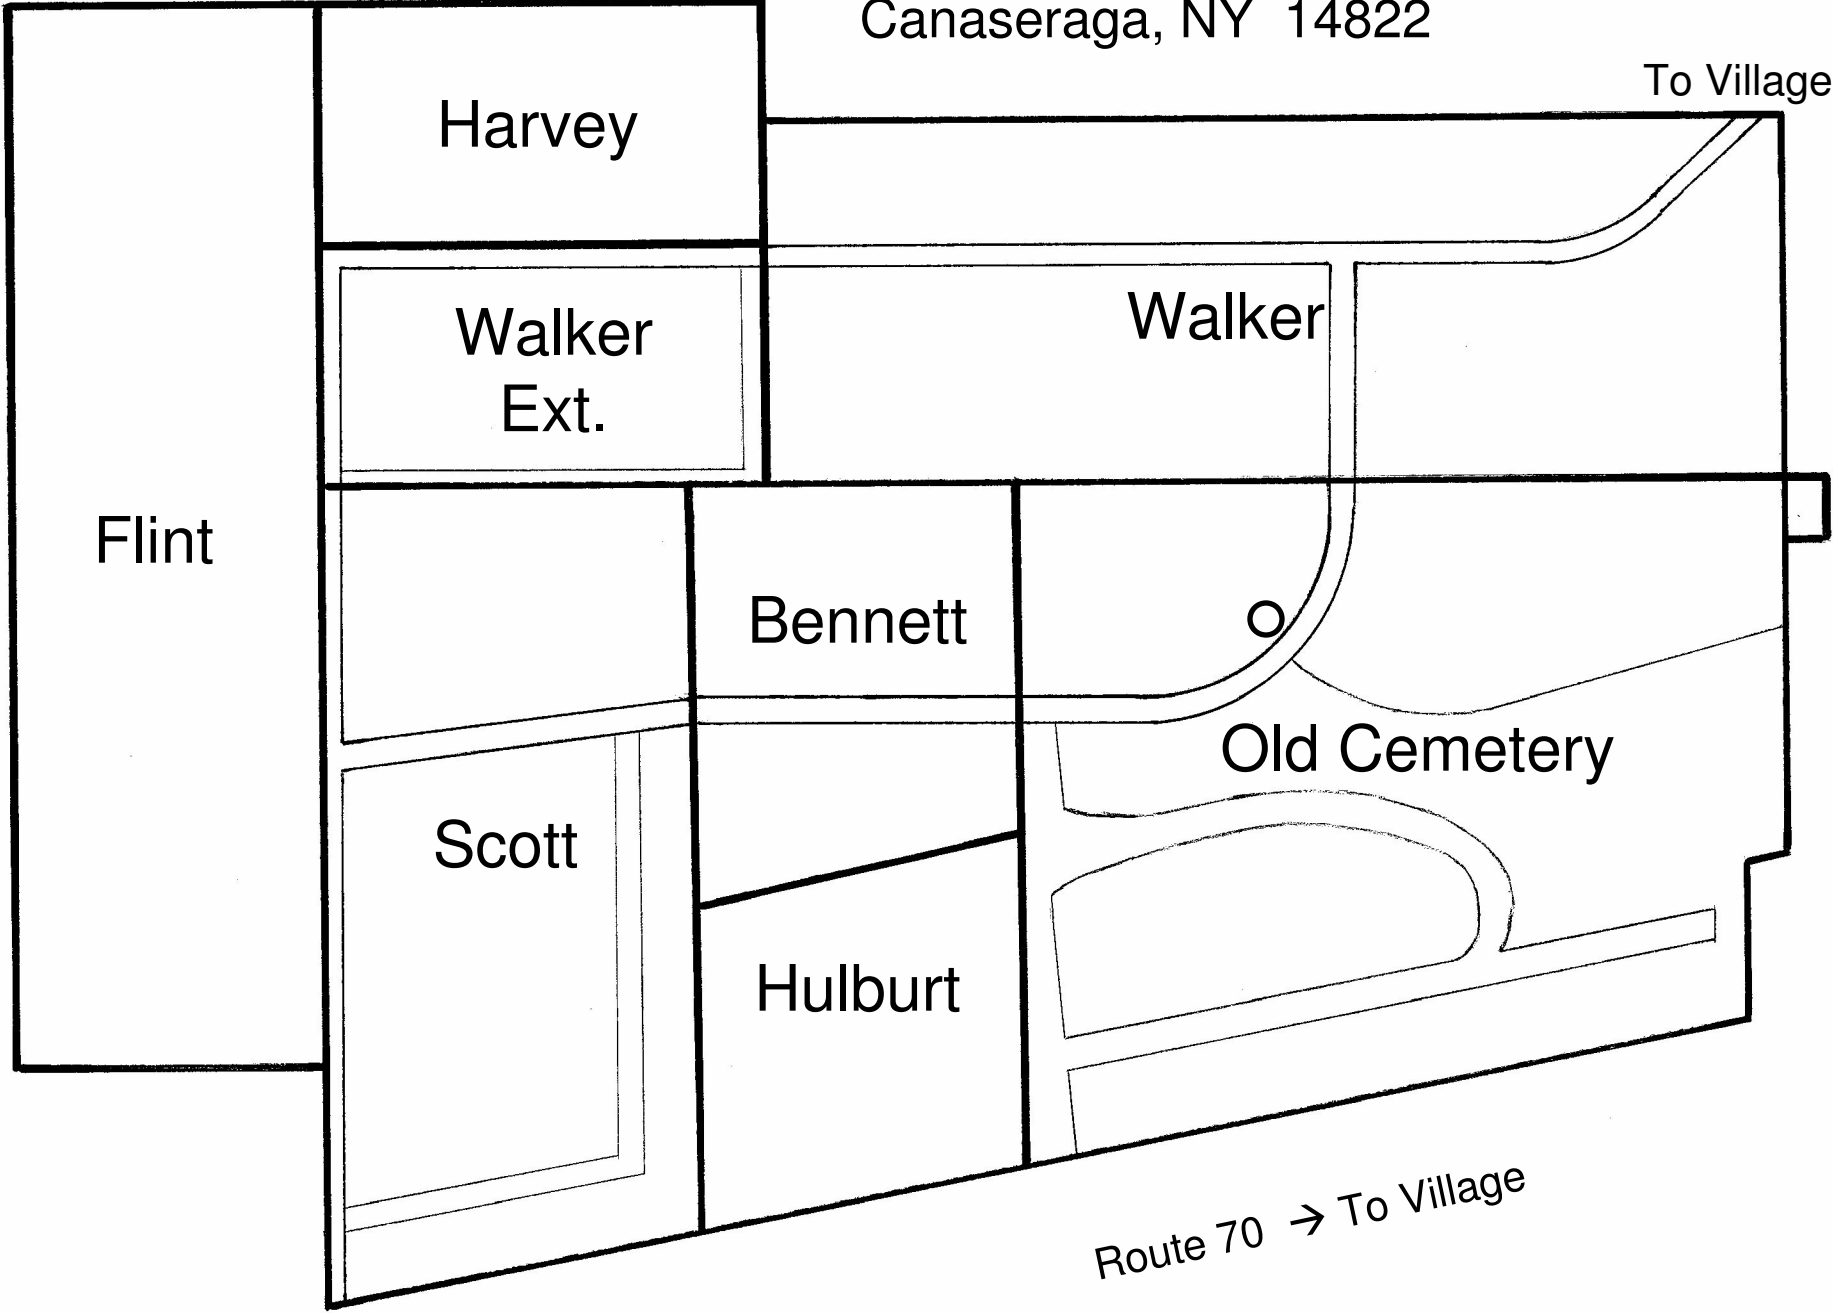 Canaseraga, NY 14822
To Village
Harvey
Walker
Ext.
Walker
Flint
Bennett
Old Cemetery
Scott
Hulburt
Route 70 → To Village